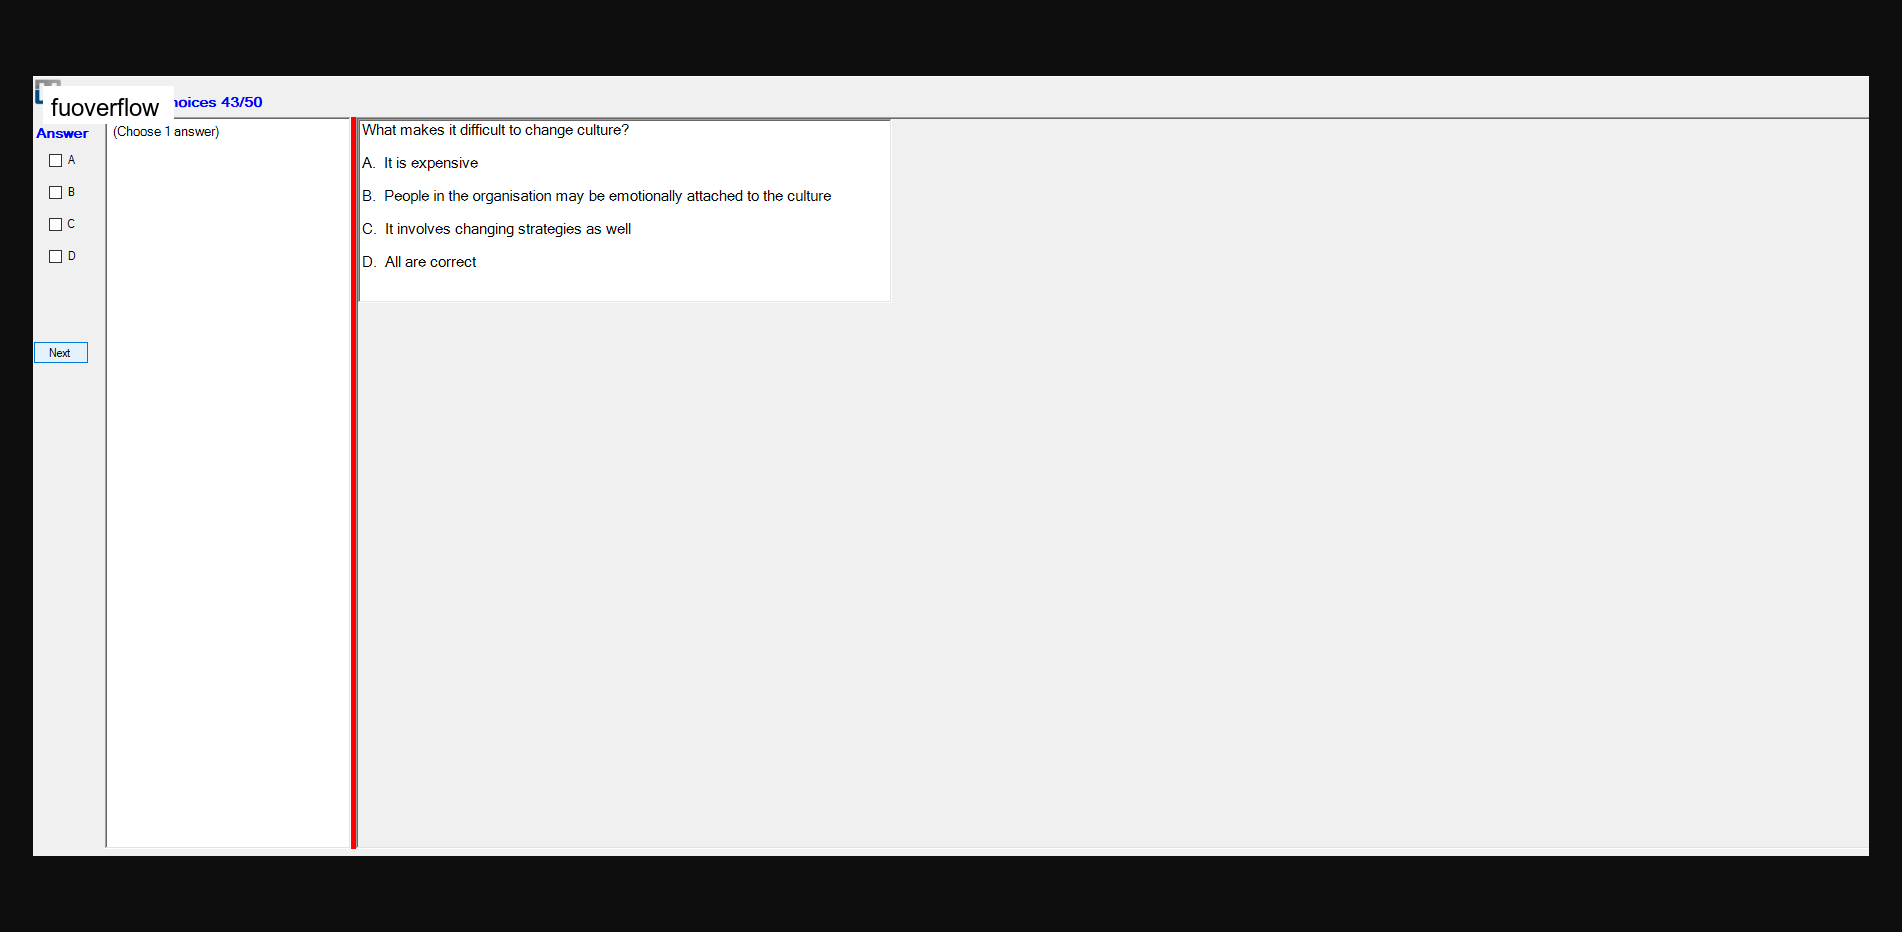 fuoverflow
hoices 43/50
Answer
(Choose 1 answer)
A
B
C
D
Next
What makes it difficult to change culture?
A. It is expensive
B. People in the organisation may be emotionally attached to the culture
C. It involves changing strategies as well
D. All are correct